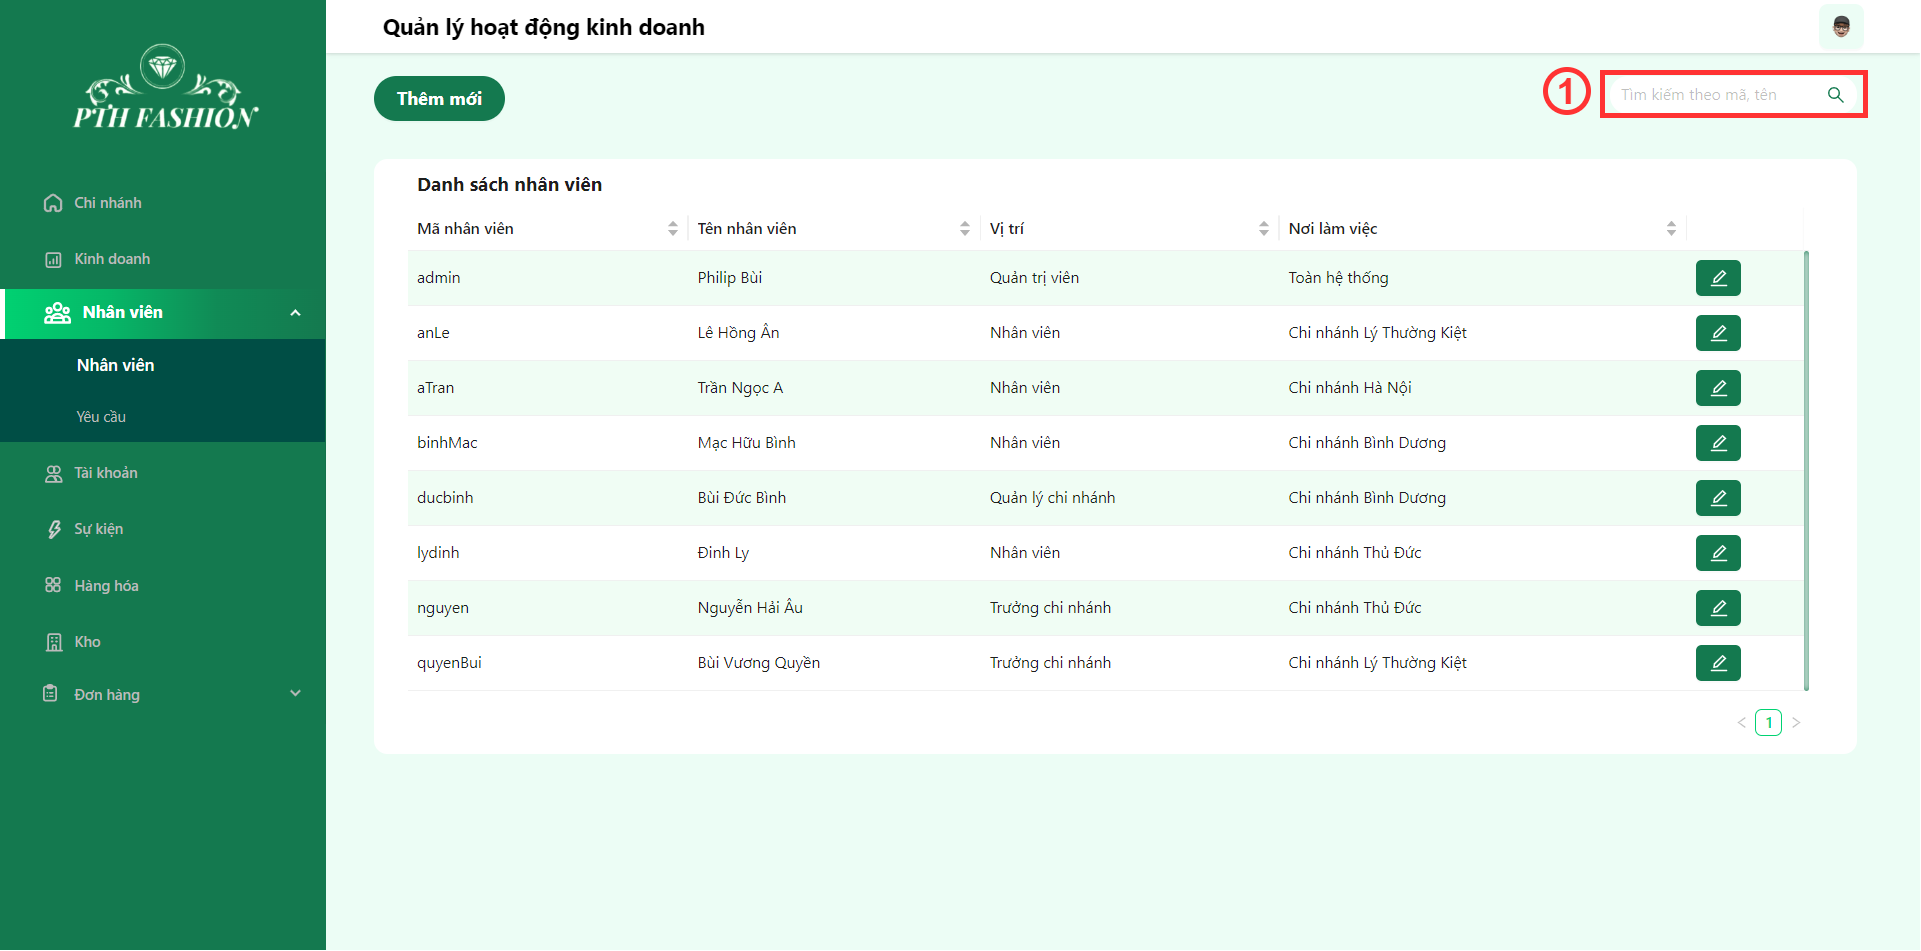 PTH FASHION
Chi nhánh
Kinh doanh
Nhân viên
Nhân viên
Yêu cầu
Tài khoản
Sự kiện
Hàng hóa
Kho
Đơn hàng
Quản lý hoạt động kinh doanh
Thêm mới
1
Tìm kiếm theo mã, tên
Danh sách nhân viên
Mã nhân viên Tên nhân viên Vị trí Nơi làm việc
admin Philip Bùi Quản trị viên Toàn hệ thống
anLe Lê Hồng Ân Nhân viên Chi nhánh Lý Thường Kiệt
aTran Trần Ngọc A Nhân viên Chi nhánh Hà Nội
binhMac Mạc Hữu Bình Nhân viên Chi nhánh Bình Dương
ducbinh Bùi Đức Bình Quản lý chi nhánh Chi nhánh Bình Dương
lydinh Đinh Ly Nhân viên Chi nhánh Thủ Đức
nguyen Nguyễn Hải Âu Trưởng chi nhánh Chi nhánh Thủ Đức
quyenBui Bùi Vương Quyền Trưởng chi nhánh Chi nhánh Lý Thường Kiệt
< 1 >